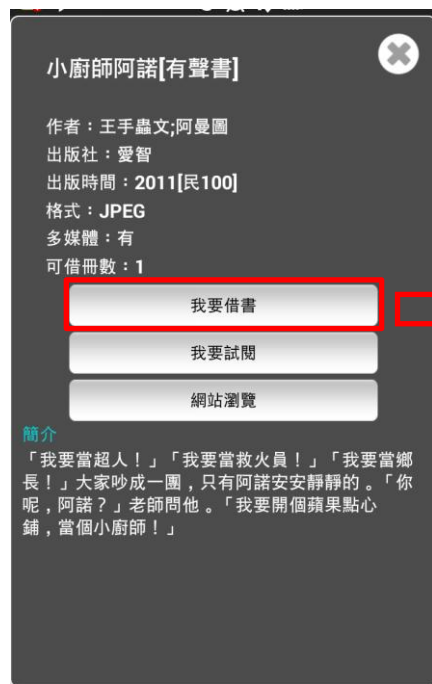 小廚師阿諾[有聲書]
作者：王手驫文;阿曼圖
出版社：愛智
出版時間：2011[民100]
格式：JPEG
多媒體：有
可借冊數：1
我要借書
我要試閱
網站瀏覽
簡介
「我要當超人！」「我要當救火員！」「我要當鄉
長！」大家吵成一團，只有阿諾安安靜靜的。「你
呢，阿諾？」老師問他。「我要開個蘋果點心
鋪，當個小廚師！」